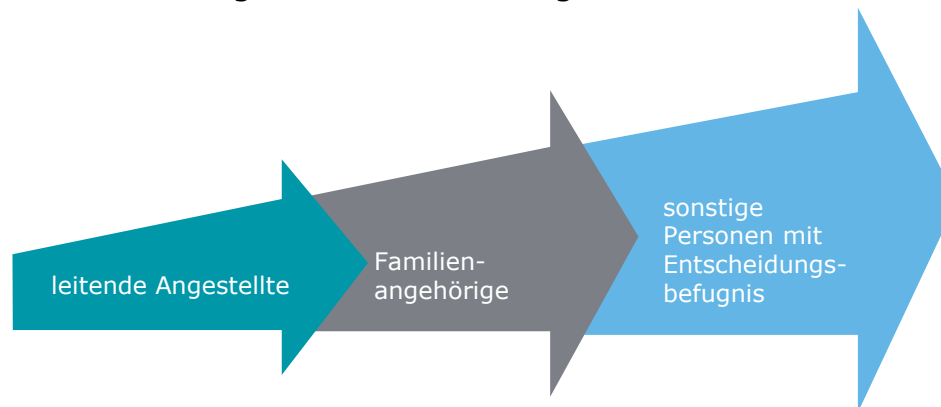 leitende Angestellte
Familien-
angehörige
sonstige
Personen mit
Entscheidungs-
befugnis